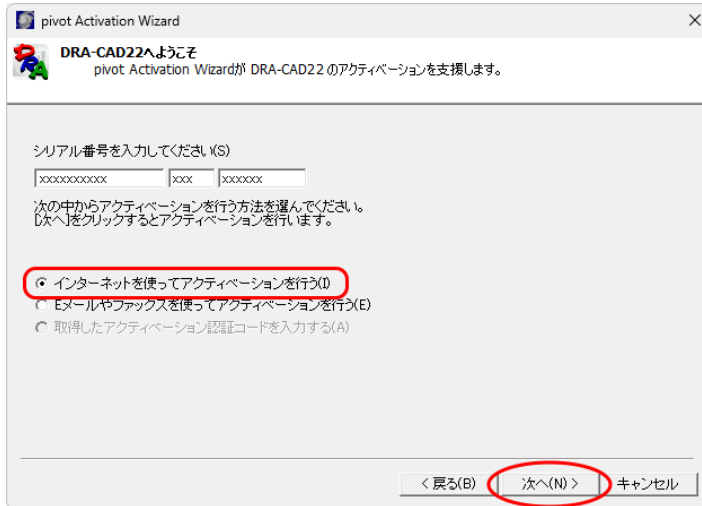 pivot Activation Wizard
DRA-CAD22へようこそ
pivot Activation Wizardが DRA-CAD22 のアクティベーションを支援します。
シリアル番号を入力してください(S)
xxxxxxxxxx xxx xxxxxx
次の中からアクティベーションを行う方法を選んでください。
[次へ]をクリックするとアクティベーションを行います。
インターネットを使ってアクティベーションを行う(I)
Eメールやファックスを使ってアクティベーションを行う(E)
取得したアクティベーション認証コードを入力する(A)
< 戻る(B) 次へ(N) > キャンセル